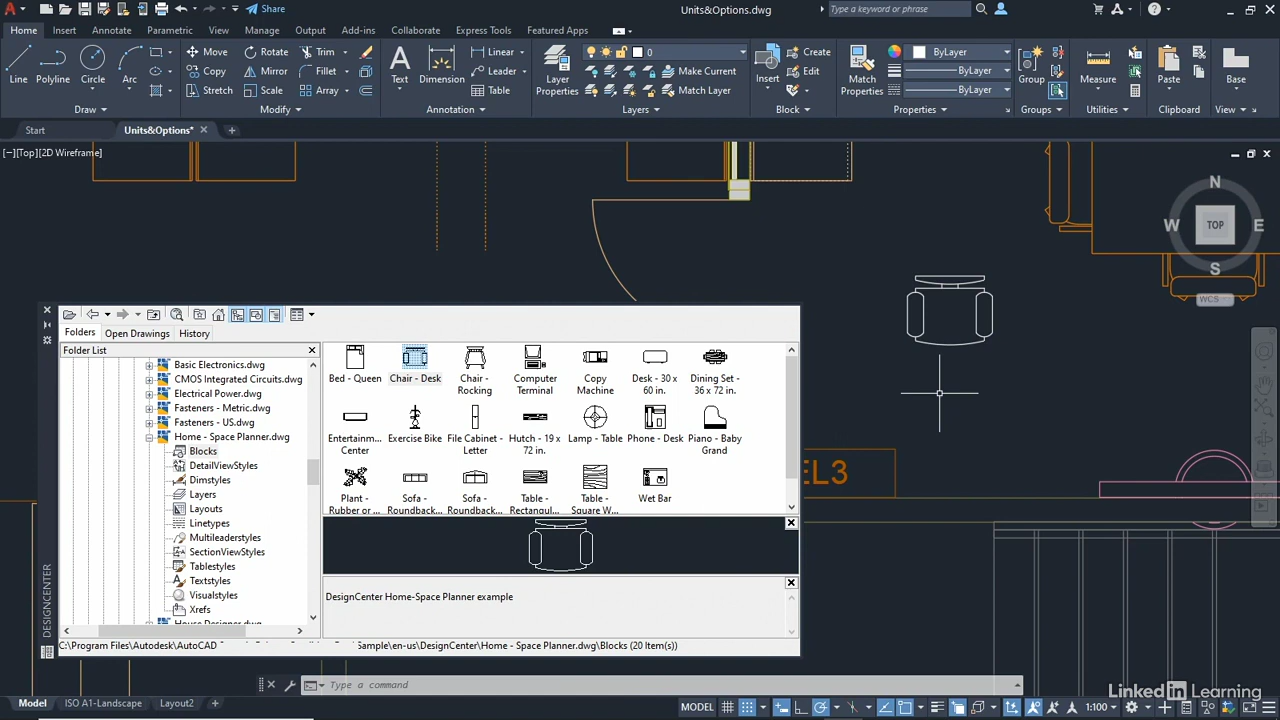 Share
Units&Options.dwg
Type a keyword or phrase
Home Insert Annotate Parametric View Manage Output Add-ins Collaborate Express Tools Featured Apps
Line Polyline Circle Arc
Move Rotate Trim
Copy Mirror Fillet
Stretch Scale Array
Text Dimension
Linear
Leader
Table
Layer
Properties
0
Make Current
Match Layer
Insert
Create
Edit
Match
Properties
ByLayer
ByLayer
ByLayer
Group
Measure
Paste
Base
Draw Modify Annotation Layers Block Properties Groups Utilities Clipboard View
Start Units&Options*
[−][Top][2D Wireframe]
N
W TOP E
S
WCS
EL3
Folders Open Drawings History
Folder List
Basic Electronics.dwg
CMOS Integrated Circuits.dwg
Electrical Power.dwg
Fasteners - Metric.dwg
Fasteners - US.dwg
Home - Space Planner.dwg
Blocks
DetailViewStyles
Dimstyles
Layers
Layouts
Linetypes
Multileaderstyles
SectionViewStyles
Tablestyles
Textstyles
Visualstyles
Xrefs
House Designer.dwg
Bed - Queen
Chair - Desk
Chair -
Rocking
Computer
Terminal
Copy
Machine
Desk - 30 x
60 in.
Dining Set -
36 x 72 in.
Entertainm...
Center
Exercise Bike
File Cabinet -
Letter
Hutch - 19 x
72 in.
Lamp - Table
Phone - Desk
Piano - Baby
Grand
Plant -
Rubber or ...
Sofa -
Roundback...
Sofa -
Roundback...
Table -
Rectangul...
Table -
Square W...
Wet Bar
DesignCenter Home-Space Planner example
C:\Program Files\Autodesk\AutoCAD Sample\en-us\DesignCenter\Home - Space Planner.dwg\Blocks (20 Item(s))
DESIGNCENTER
Type a command
LinkedIn Learning
Model ISO A1-Landscape Layout2
MODEL
1:100